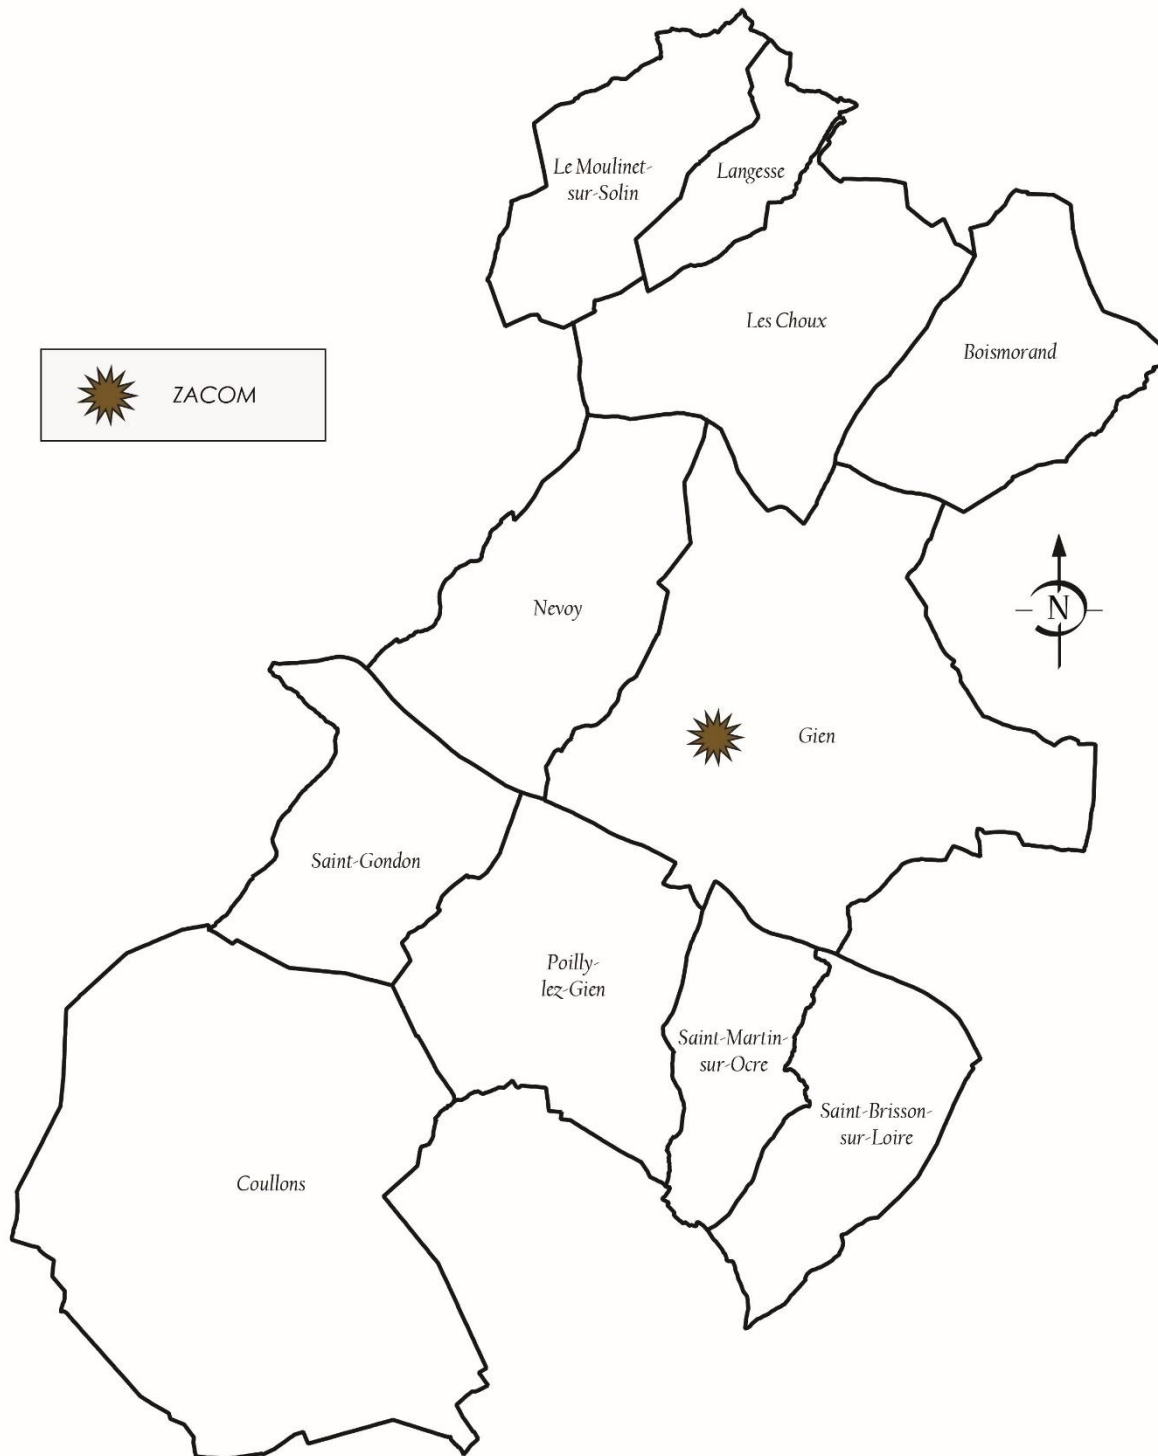 Le Moulinet-
sur-Solin
Langesse
Les Choux
Boismorand
ZACOM
Nevoy
N
Gien
Saint-Gondon
Poilly-
lez-Gien
Saint-Martin-
sur-Ocre
Saint-Brisson-
sur-Loire
Coullons